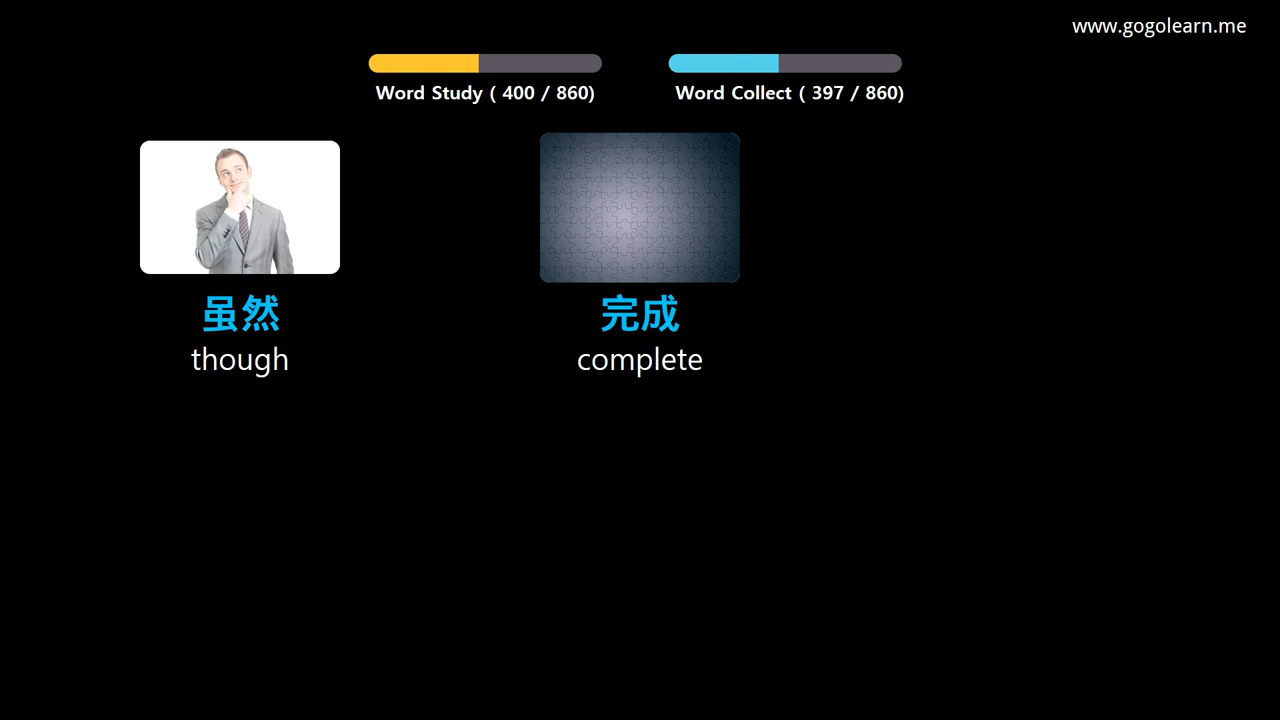 www.gogolearn.me
Word Study ( 400 / 860)
Word Collect ( 397 / 860)
虽然
though
完成
complete